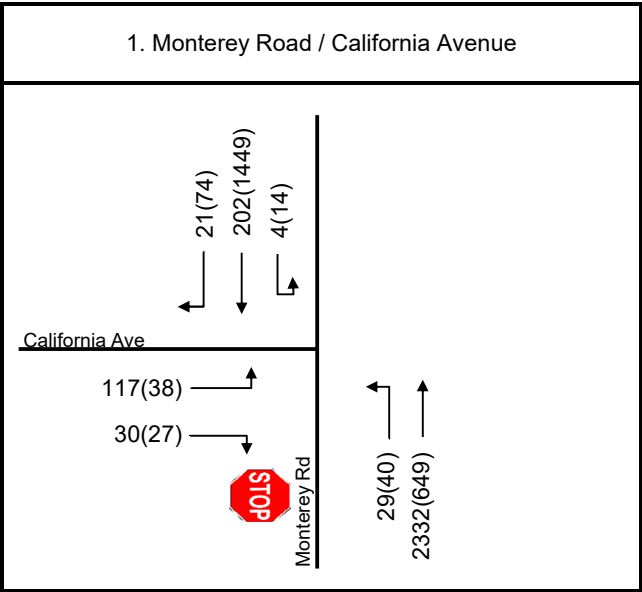 1. Monterey Road / California Avenue
21(74)
202(1449)
4(14)
California Ave
117(38)
30(27)
STOP
Monterey Rd
29(40)
2332(649)